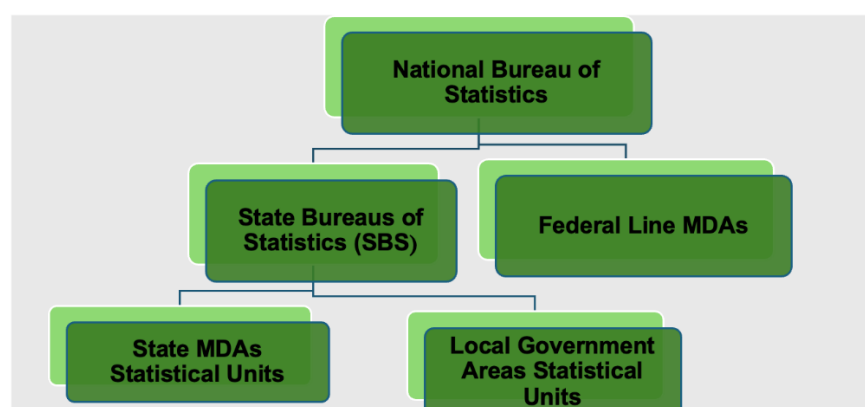 National Bureau of
Statistics
State Bureaus of
Statistics (SBS)
Federal Line MDAs
State MDAs
Statistical Units
Local Government
Areas Statistical
Units